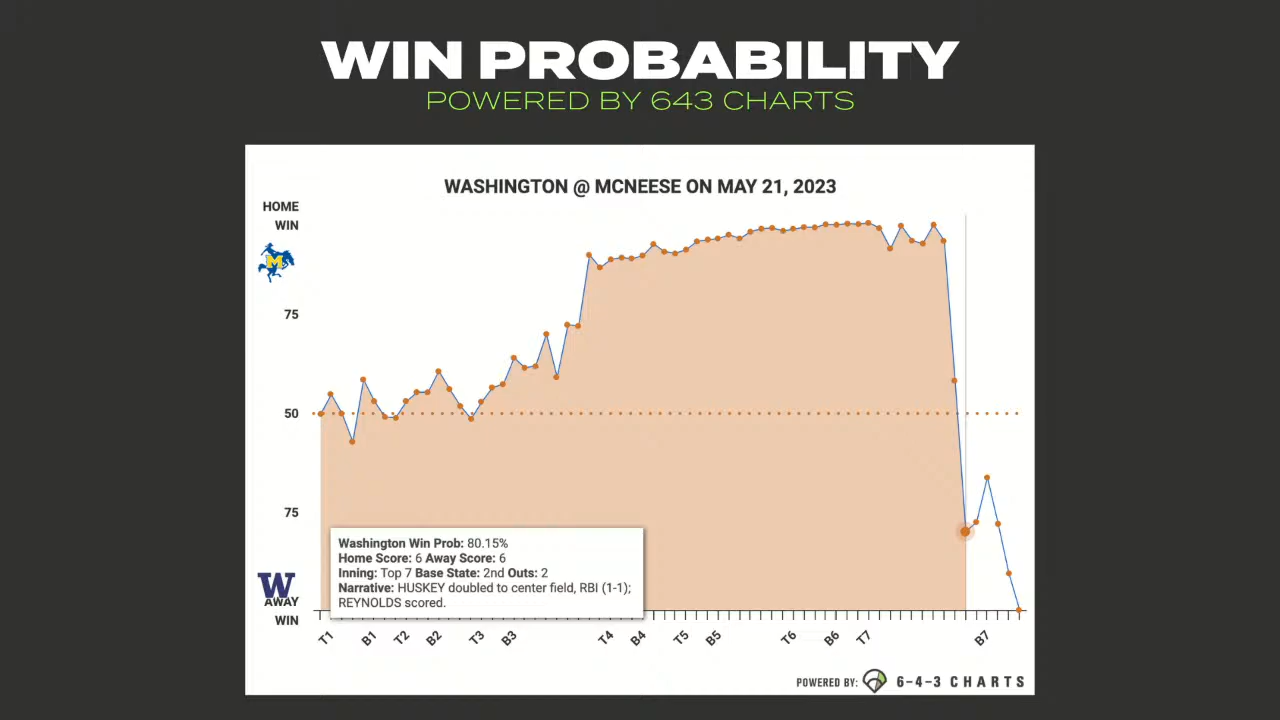 WIN PROBABILITY
POWERED BY 643 CHARTS
WASHINGTON @ MCNEESE ON MAY 21, 2023
HOME
WIN
M
75
50
75
W
AWAY
WIN
Washington Win Prob: 80.15%
Home Score: 6 Away Score: 6
Inning: Top 7 Base State: 2nd Outs: 2
Narrative: HUSKEY doubled to center field, RBI (1-1);
REYNOLDS scored.
T1 B1 T2 B2 T3 B3 T4 B4 T5 B5 T6 B6 T7 B7
POWERED BY: 6-4-3 CHARTS